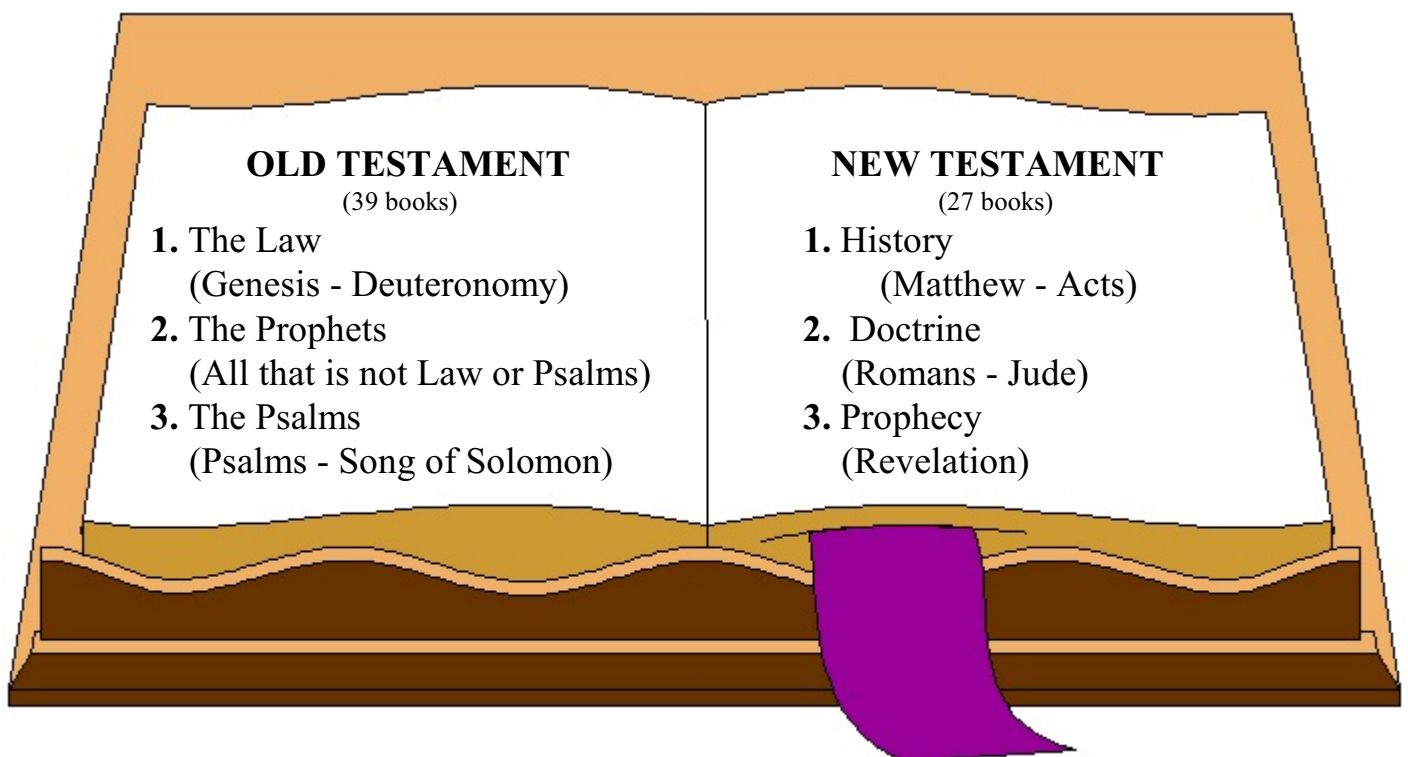 OLD TESTAMENT
(39 books)
1. The Law
(Genesis - Deuteronomy)
2. The Prophets
(All that is not Law or Psalms)
3. The Psalms
(Psalms - Song of Solomon)
NEW TESTAMENT
(27 books)
1. History
(Matthew - Acts)
2. Doctrine
(Romans - Jude)
3. Prophecy
(Revelation)